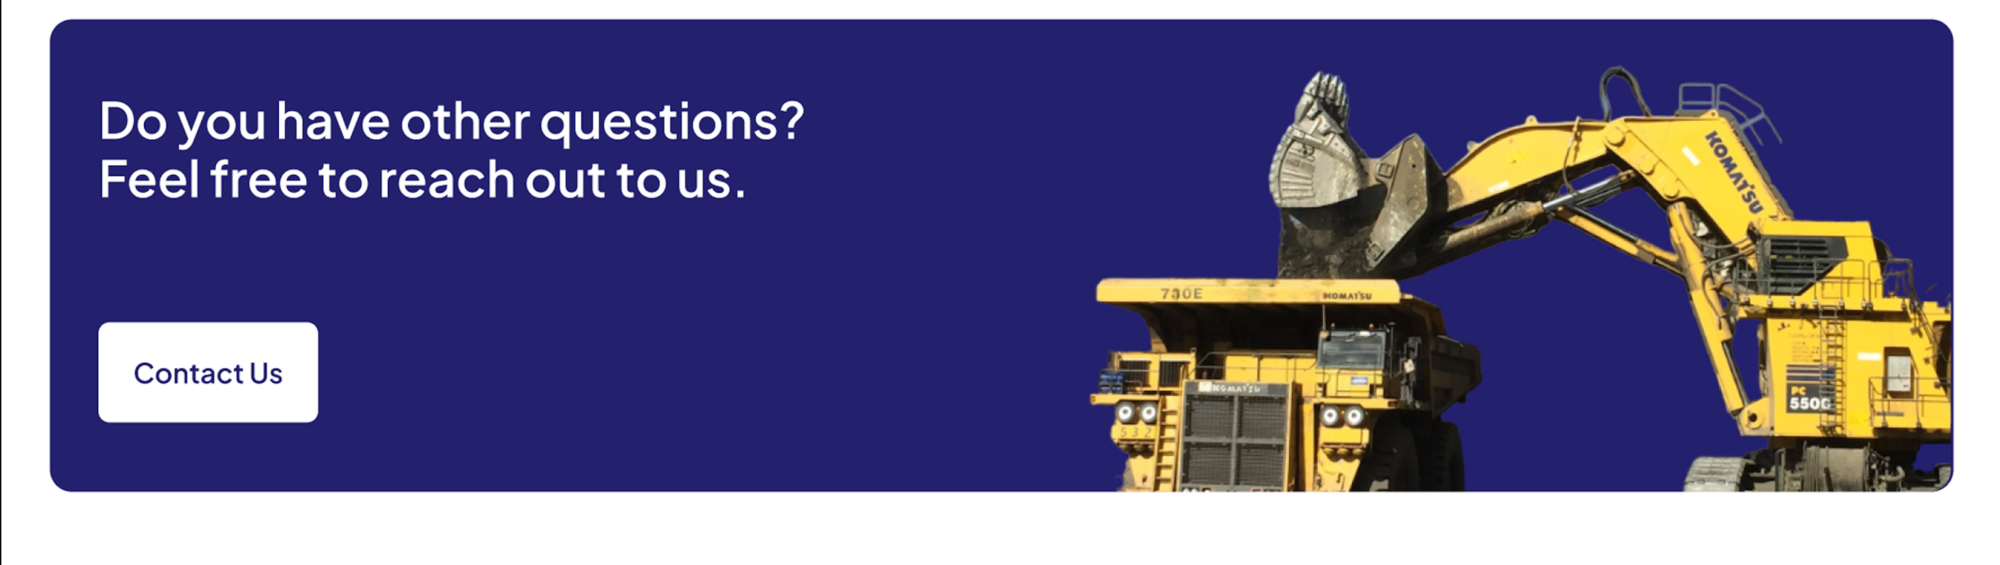 Do you have other questions?
Feel free to reach out to us.
Contact Us
KOMATSU
730E
KOMATSU
KOMATSU
532
PC
5500